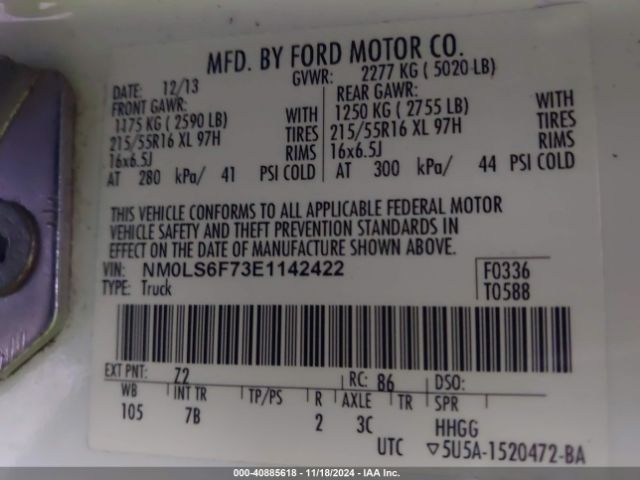 MFD. BY FORD MOTOR CO.
DATE: 12/13 GVWR: 2277 KG ( 5020 LB)
FRONT GAWR: REAR GAWR:
1175 KG ( 2590 LB) WITH 1250 KG ( 2755 LB) WITH
215/55R16 XL 97H TIRES 215/55R16 XL 97H TIRES
16x6.5J RIMS 16x6.5J RIMS
AT 280 kPa/ 41 PSI COLD AT 300 kPa/ 44 PSI COLD
THIS VEHICLE CONFORMS TO ALL APPLICABLE FEDERAL MOTOR
VEHICLE SAFETY AND THEFT PREVENTION STANDARDS IN
EFFECT ON THE DATE OF MANUFACTURE SHOWN ABOVE.
VIN: NM0LS6F73E1142422 F0336
TYPE: Truck T0588
EXT PNT: Z2 RC: 86 DSO:
WB INT TR TP/PS R AXLE TR SPR
105 7B 2 3C HHGG
UTC ▽5U5A-1520472-BA
000-40885618 - 11/18/2024 - IAAI.COM